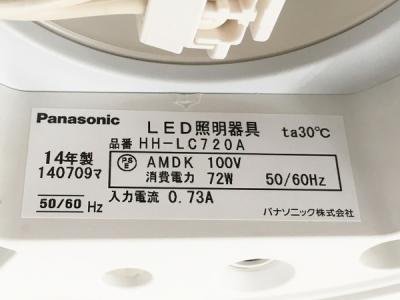 Panasonic LED照明器具 ta30℃
品番 HH-LC720A
14年製 PSE AMDK 100V
140709マ 消費電力 72W 50/60Hz
50/60 Hz 入力電流 0.73A
パナソニック株式会社